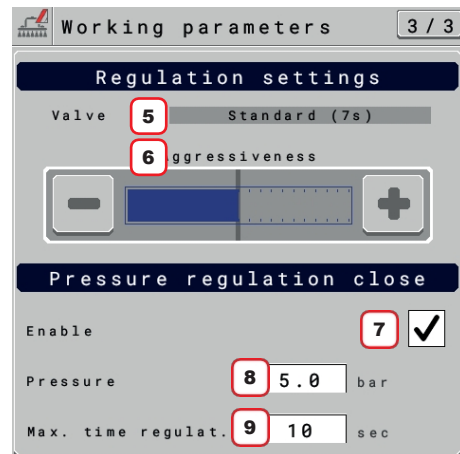 Working parameters 3 / 3
Regulation settings
Valve 5 Standard (7s)
6 ggressiveness
Pressure regulation close
Enable 7
Pressure 8 5.0 bar
Max. time regulat. 9 10 sec